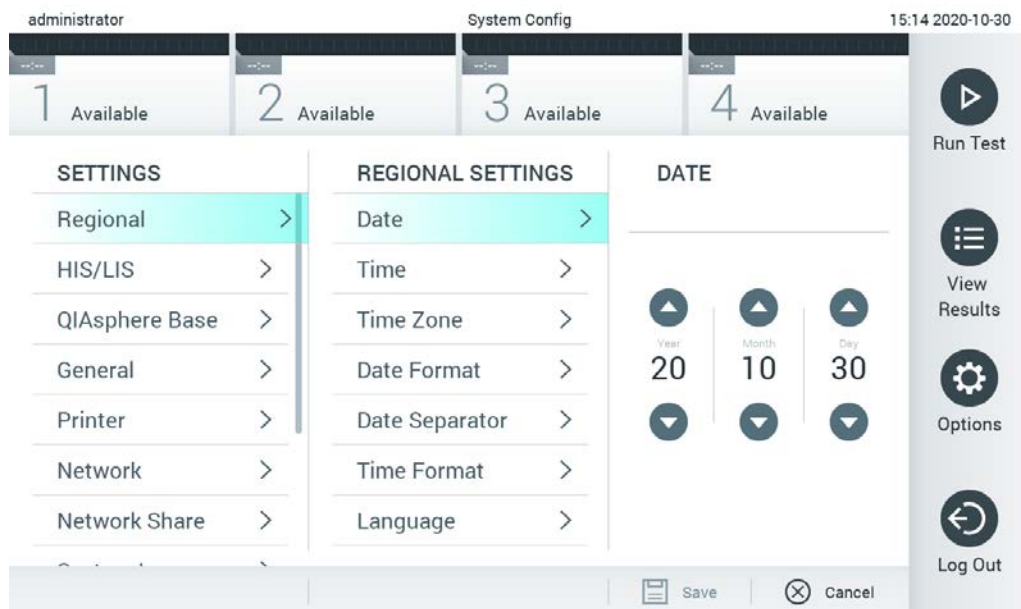 administrator System Config 15:14 2020-10-30
--:-- --:-- --:-- --:--
1 Available 2 Available 3 Available 4 Available
Run Test
SETTINGS REGIONAL SETTINGS DATE
Regional Date
HIS/LIS Time
View
Results
QIAsphere Base Time Zone
Year Month Day
20 10 30
General Date Format
Printer Date Separator
Options
Network Time Format
Network Share Language
Log Out
Save Cancel